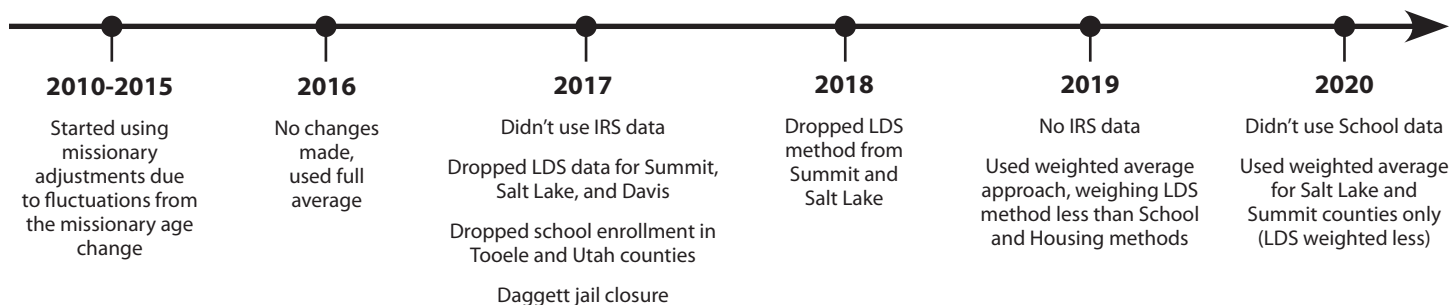 2010-2015
Started using
missionary
adjustments due
to fluctuations from
the missionary age
change
2016
No changes
made,
used full
average
2017
Didn’t use IRS data
Dropped LDS data for Summit,
Salt Lake, and Davis
Dropped school enrollment in
Tooele and Utah counties
Daggett jail closure
2018
Dropped LDS
method from
Summit and
Salt Lake
2019
No IRS data
Used weighted average
approach, weighing LDS
method less than School
and Housing methods
2020
Didn’t use School data
Used weighted average
for Salt Lake and
Summit counties only
(LDS weighted less)